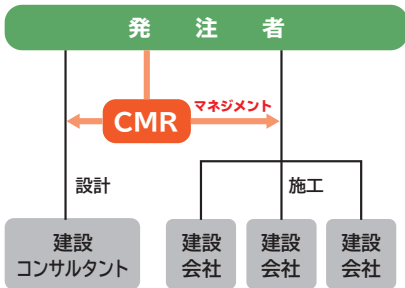 発 注 者
マネジメント
CMR
設計
施工
建設
コンサルタント
建設
会社
建設
会社
建設
会社